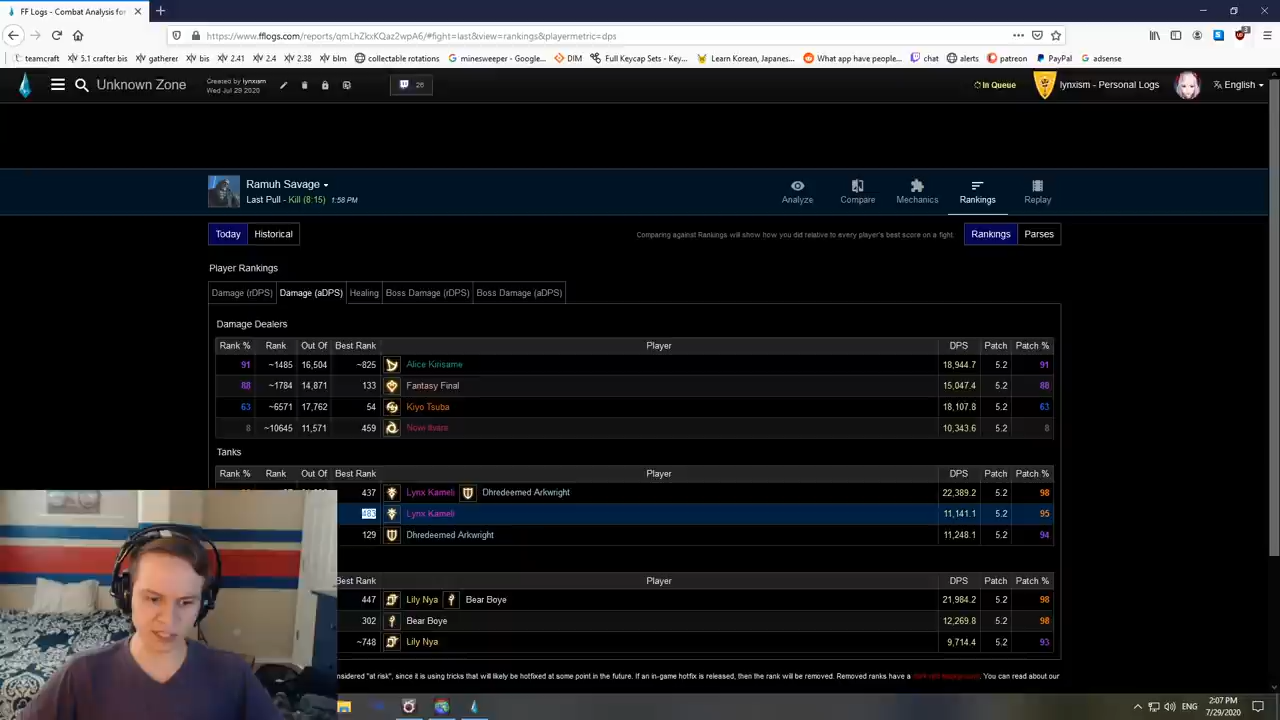 FF Logs - Combat Analysis for
https://www.fflogs.com/reports/qmLhZkxKQaz2wpA6/#fight=last&view=rankings&playermetric=dps
teamcraft 5.1 crafter bis gatherer bis 2.41 2.4 2.38 blm collectable rotations minesweeper - Google... DIM Full Keycap Sets - Key... Learn Korean, Japanes... What app have people... chat alerts patreon PayPal adsense
Unknown Zone
Created by lynxism
Wed Jul 29 2020
26
In Queue
lynxism - Personal Logs
English
Ramuh Savage
Last Pull - Kill (8:15) 1:58 PM
Analyze Compare Mechanics Rankings Replay
Today Historical
Comparing against Rankings will show how you did relative to every player's best score on a fight.
Rankings Parses
Player Rankings
Damage (rDPS) Damage (aDPS) Healing Boss Damage (rDPS) Boss Damage (aDPS)
Damage Dealers
Rank % Rank Out Of Best Rank Player DPS Patch Patch %
91 ~1485 16,504 ~825 Alice Kirisame 18,944.7 5.2 91
88 ~1784 14,871 133 Fantasy Final 15,047.4 5.2 88
63 ~6571 17,762 54 Kiyo Tsuba 18,107.8 5.2 63
8 ~10645 11,571 459 10,343.6 5.2 8
Tanks
Rank % Rank Out Of Best Rank Player DPS Patch Patch %
437 Lynx Kameli Dhredeemed Arkwright 22,389.2 5.2 98
483 Lynx Kameli 11,141.1 5.2 95
129 Dhredeemed Arkwright 11,248.1 5.2 94
Best Rank Player DPS Patch Patch %
447 Lily Nya Bear Boye 21,984.2 5.2 98
302 Bear Boye 12,269.8 5.2 98
~748 Lily Nya 9,714.4 5.2 93
nsidered "at risk", since it is using tricks that will likely be hotfixed at some point in the future. If an in-game hotfix is released, then the rank will be removed. Removed ranks have a dark red background. You can read about our
ENG
2:07 PM
7/29/2020